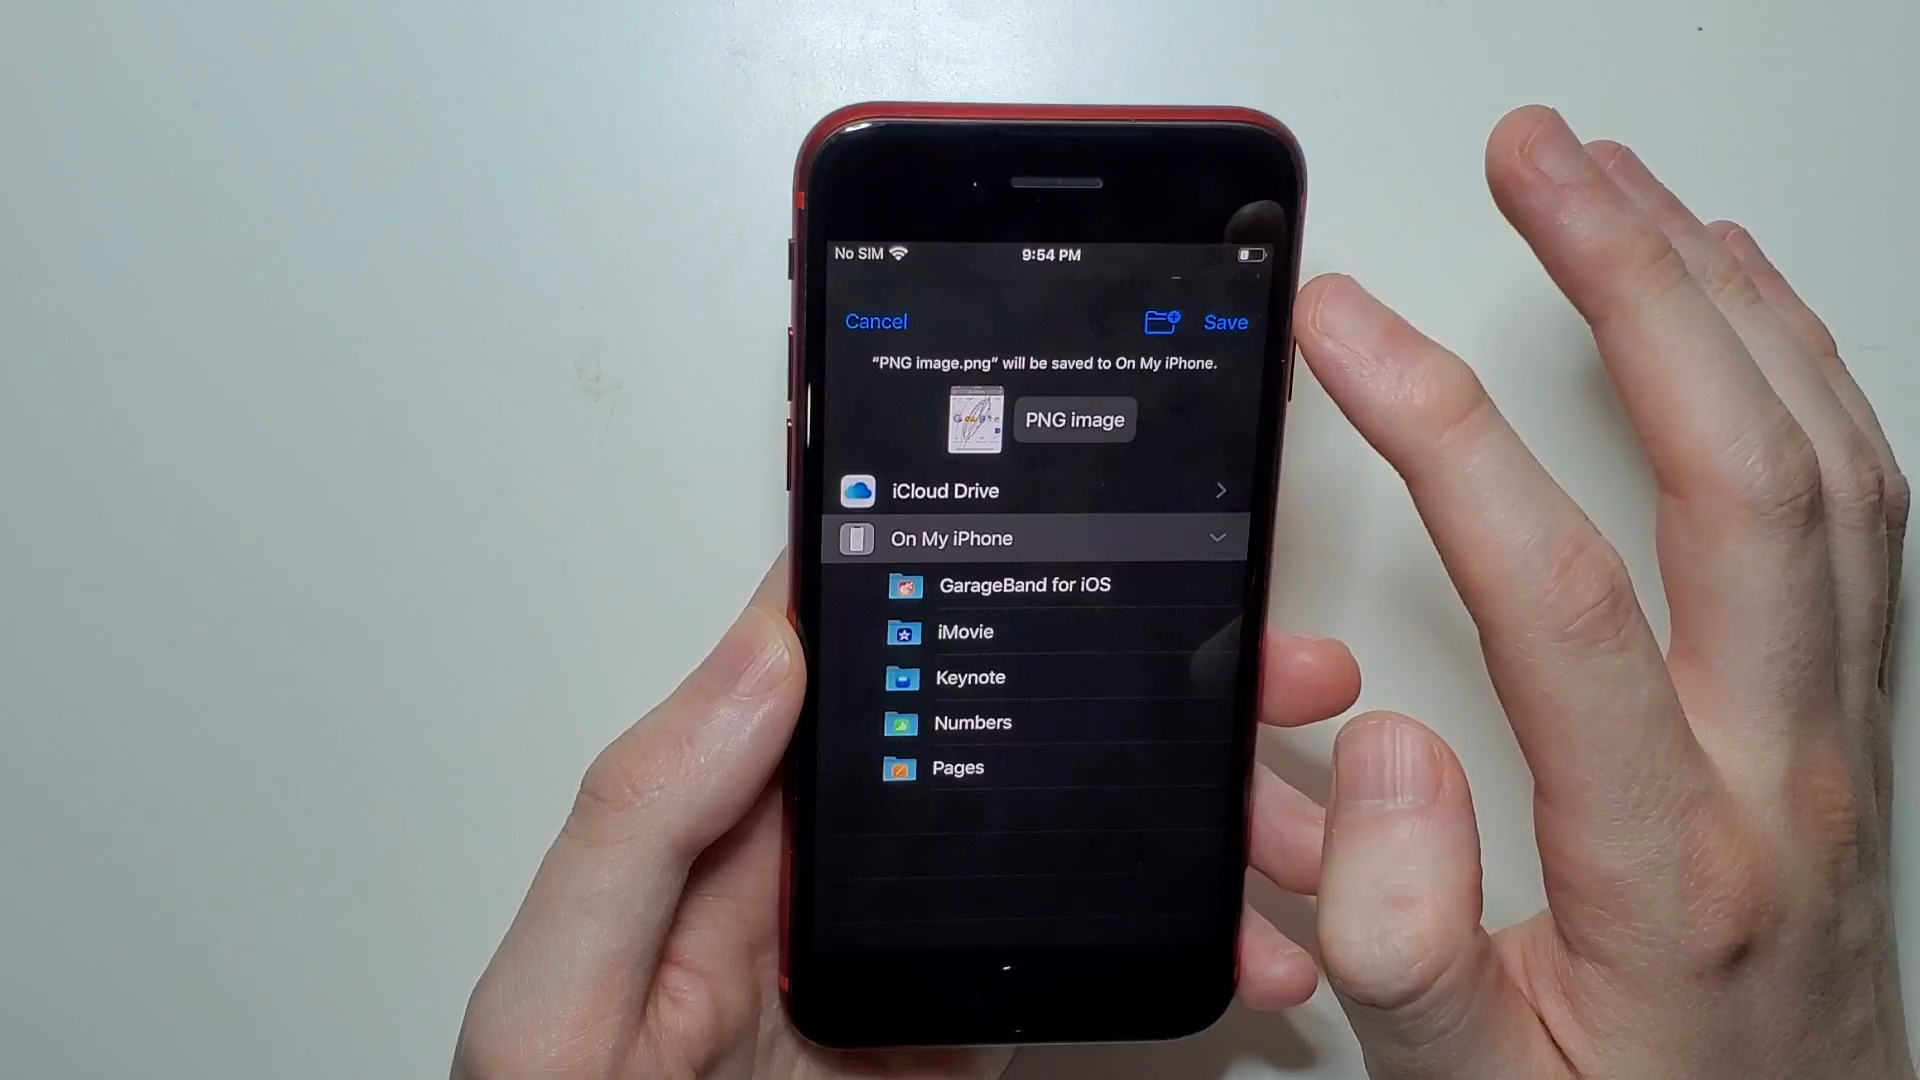 No SIM 9:54 PM
Cancel Save
“PNG image.png” will be saved to On My iPhone.
Google
PNG image
iCloud Drive
On My iPhone
GarageBand for iOS
iMovie
Keynote
Numbers
Pages